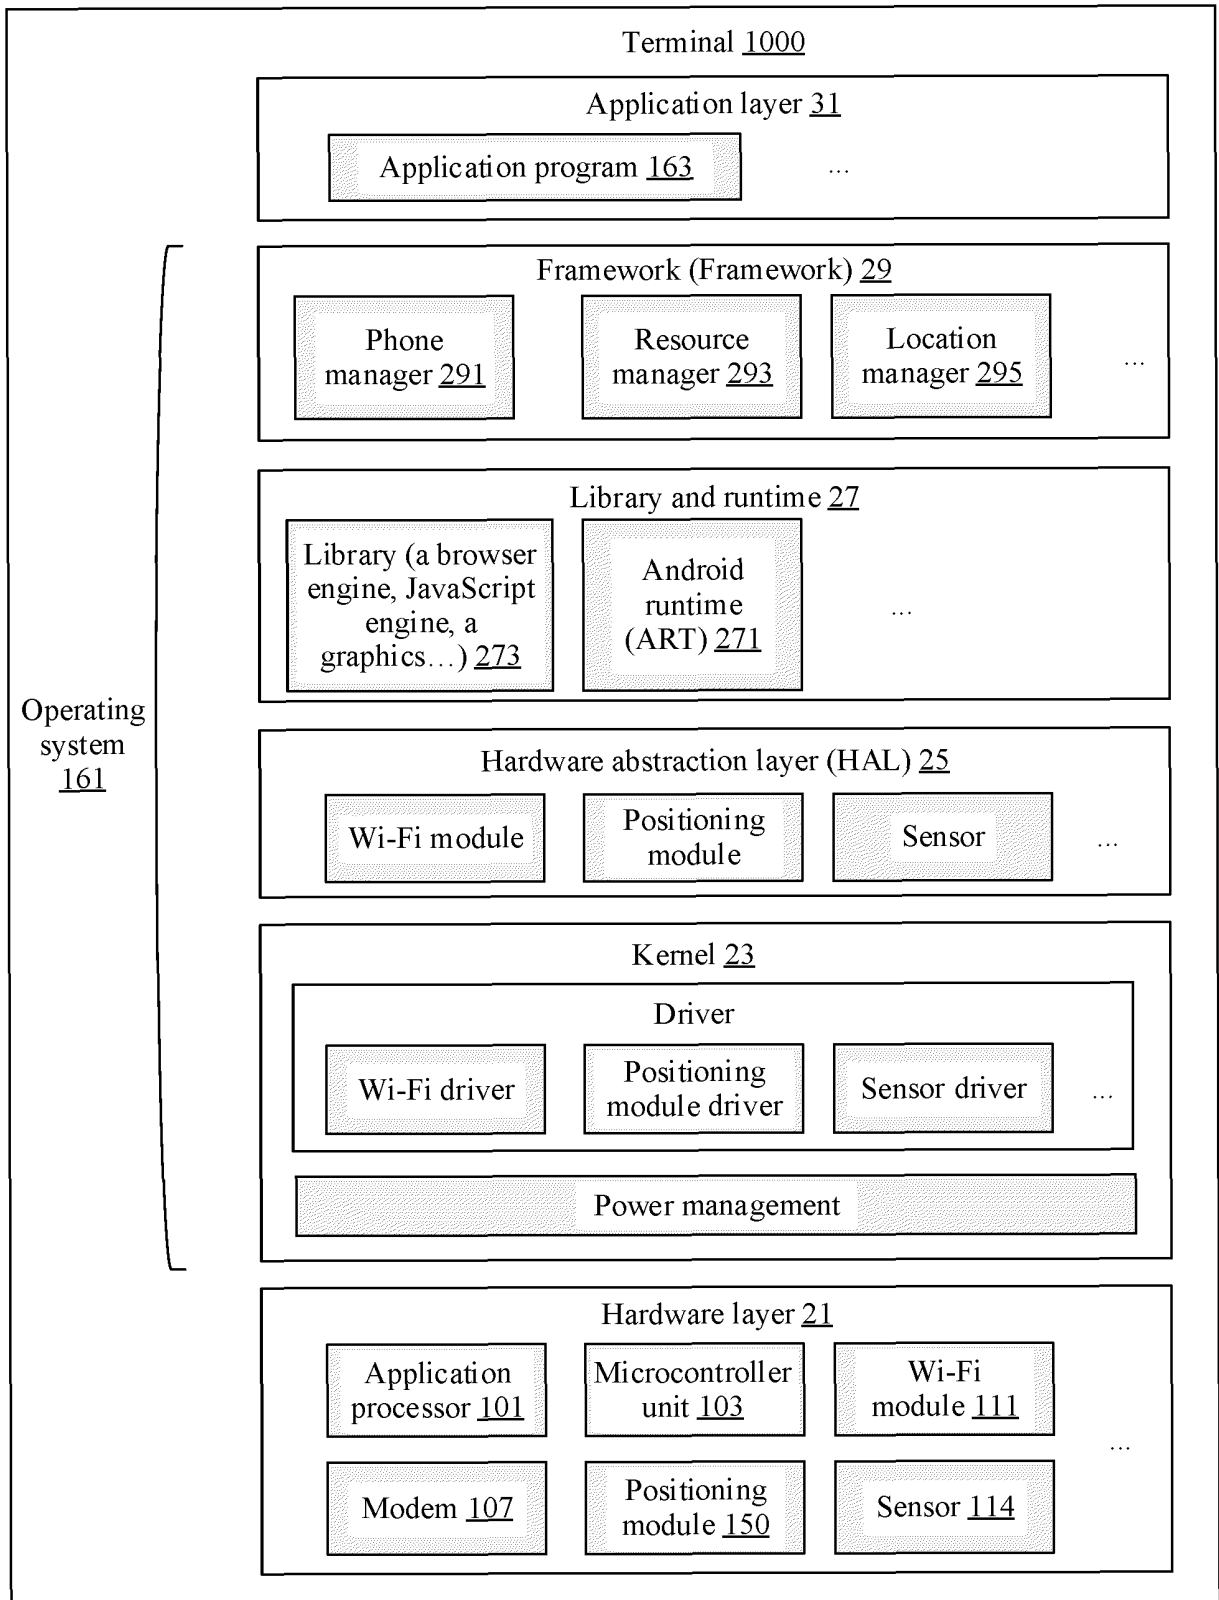 Terminal 1000
Application layer 31
Application program 163
...
Framework (Framework) 29
Phone
manager 291
Resource
manager 293
Location
manager 295
...
Library and runtime 27
Library (a browser
engine, JavaScript
engine, a
graphics...) 273
Android
runtime
(ART) 271
...
Operating
system
161
Hardware abstraction layer (HAL) 25
Wi-Fi module
Positioning
module
Sensor
...
Kernel 23
Driver
Wi-Fi driver
Positioning
module driver
Sensor driver
...
Power management
Hardware layer 21
Application
processor 101
Microcontroller
unit 103
Wi-Fi
module 111
...
Modem 107
Positioning
module 150
Sensor 114